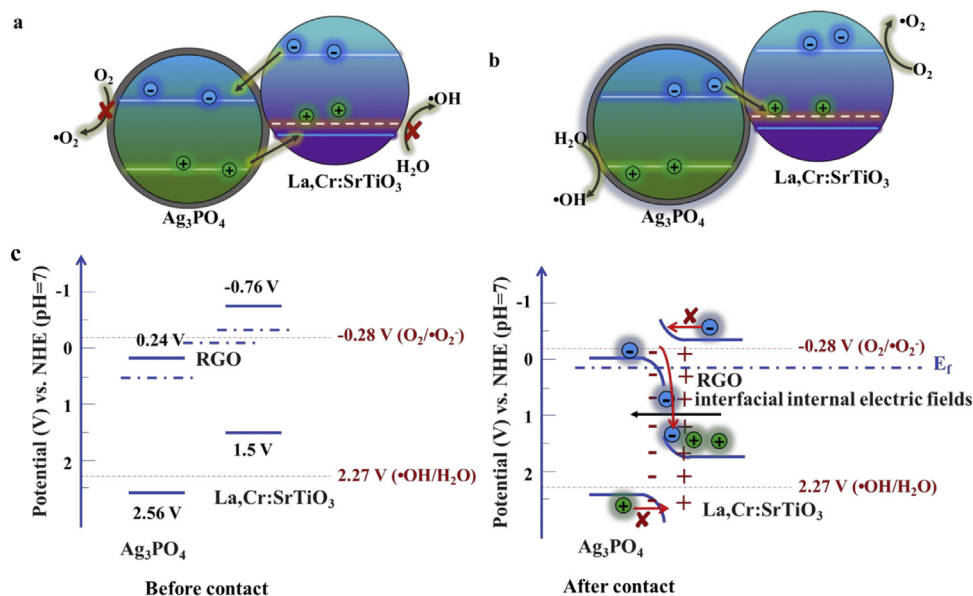 a
O₂
•O₂
•OH
H₂O
La,Cr:SrTiO₃
Ag₃PO₄
b
•O₂
O₂
H₂O
•OH
La,Cr:SrTiO₃
Ag₃PO₄
c
Potential (V) vs. NHE (pH=7)
-1
0
1
2
-0.76 V
0.24 V
-0.28 V (O₂/•O₂⁻)
RGO
1.5 V
2.27 V (•OH/H₂O)
La,Cr:SrTiO₃
2.56 V
Ag₃PO₄
Before contact
Potential (V) vs. NHE (pH=7)
-1
0
1
2
-0.28 V (O₂/•O₂⁻)
E_f
RGO
interfacial internal electric fields
2.27 V (•OH/H₂O)
La,Cr:SrTiO₃
Ag₃PO₄
After contact